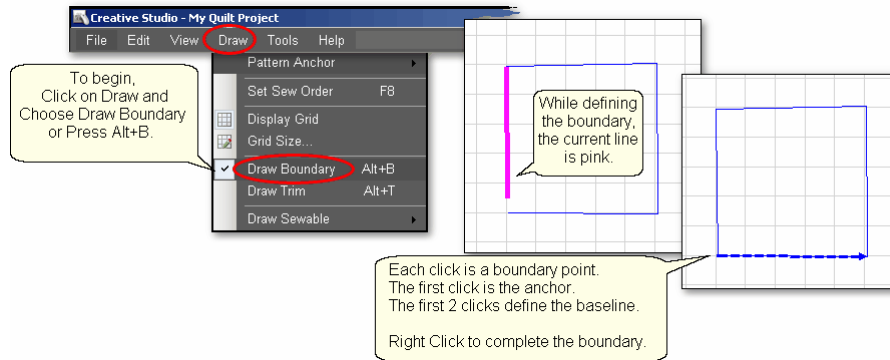 Creative Studio - My Quilt Project
File Edit View Draw Tools Help
Pattern Anchor
Set Sew Order F8
Display Grid
Grid Size...
Draw Boundary Alt+B
Draw Trim Alt+T
Draw Sewable
To begin,
Click on Draw and
Choose Draw Boundary
or Press Alt+B.
While defining
the boundary,
the current line
is pink.
Each click is a boundary point.
The first click is the anchor.
The first 2 clicks define the baseline.
Right Click to complete the boundary.